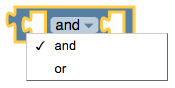 and
✓ and
or